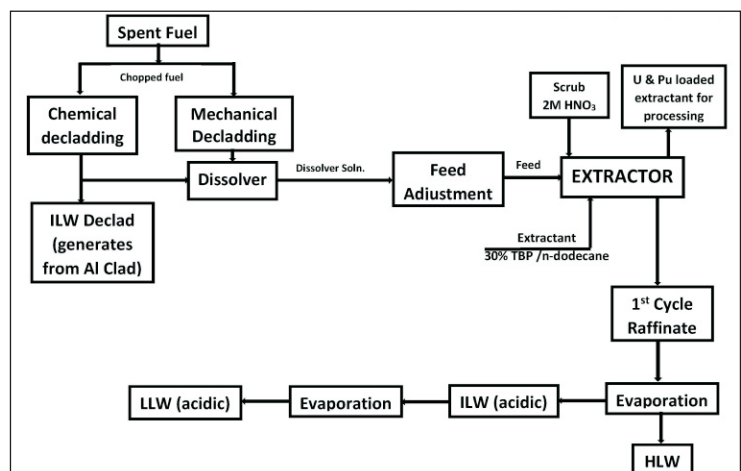 Spent Fuel
Chopped fuel
Chemical
decladding
Mechanical
Decladding
Scrub
2M HNO₃
U & Pu loaded
extractant for
processing
Dissolver
Dissolver Soln.
Feed
Adiustment
Feed
EXTRACTOR
ILW Declad
(generates
from Al Clad)
Extractant
30% TBP /n-dodecane
1st Cycle
Raffinate
LLW (acidic)
Evaporation
ILW (acidic)
Evaporation
HLW